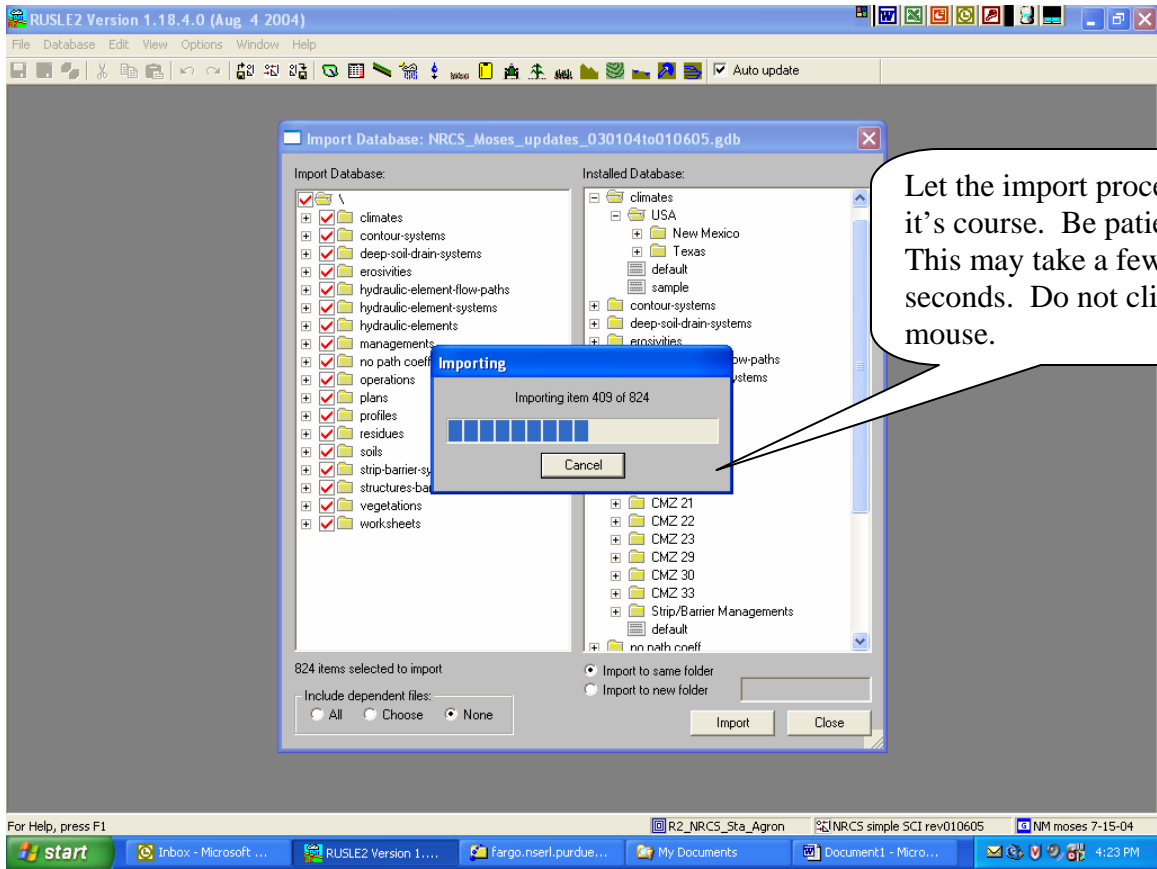 RUSLE2 Version 1.18.4.0 (Aug 4 2004)
File Database Edit View Options Window Help
Auto update
Import Database: NRCS_Moses_updates_030104to010605.gdb
Import Database:
\
climates
contour-systems
deep-soil-drain-systems
erosivities
hydraulic-element-flow-paths
hydraulic-element-systems
hydraulic-elements
managements
no path coeff
operations
plans
profiles
residues
soils
strip-barrier-sy
structures-ba
vegetations
worksheets
824 items selected to import
Include dependent files:
All Choose None
Installed Database:
climates
USA
New Mexico
Texas
default
sample
contour-systems
deep-soil-drain-systems
erosivities
ow-paths
ystems
CMZ 21
CMZ 22
CMZ 23
CMZ 29
CMZ 30
CMZ 33
Strip/Barrier Managements
default
no path coeff
Import to same folder
Import to new folder
Import Close
Importing
Importing item 409 of 824
Cancel
Let the import proce
it's course. Be patie
This may take a few
seconds. Do not cli
mouse.
For Help, press F1
R2_NRCS_Sta_Agron NRCS simple SCI rev010605 NM moses 7-15-04
start Inbox - Microsoft ... RUSLE2 Version 1.... fargo.nserl.purdue... My Documents Document1 - Micro... 4:23 PM